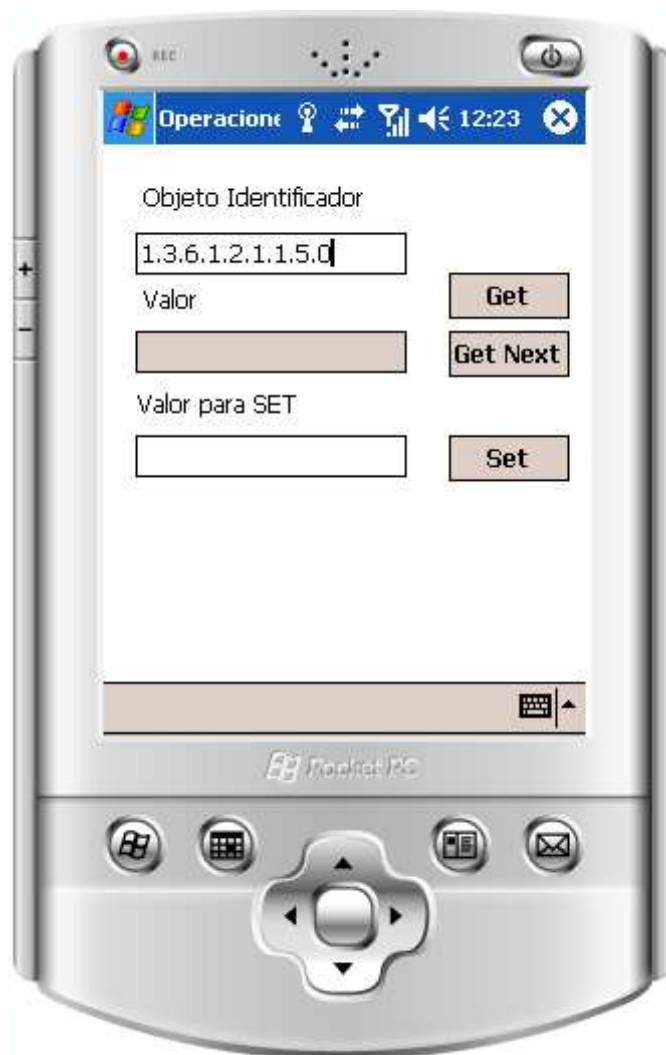 REC
Operacione 12:23
Objeto Identificador
1.3.6.1.2.1.1.5.0
Valor
Get
Get Next
Valor para SET
Set
Pocket PC